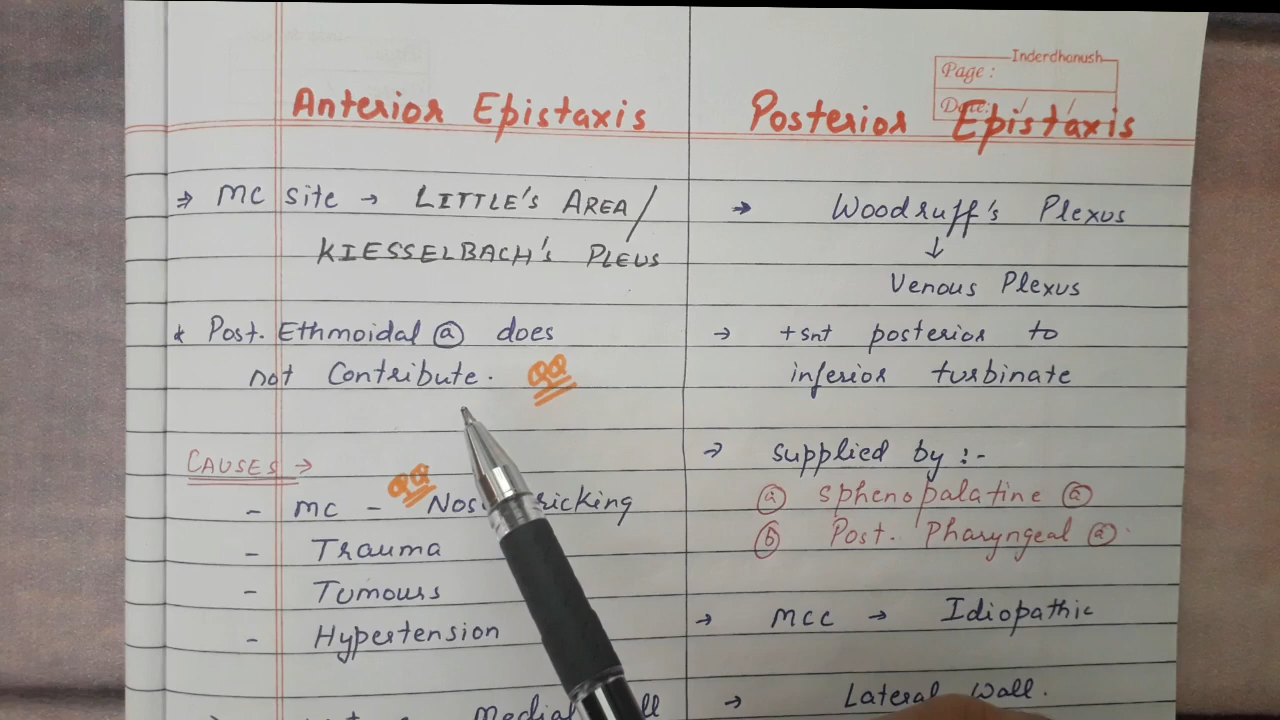 Inderdhanush
Page :
Date: / /
Anterior Epistaxis
⇒ MC site → LITTLE'S AREA/
KIESSELBACH'S PLEUS
* Post. Ethmoidal ⓐ does
not Contribute.
CAUSES →
- MC -
- Trauma
- Tumours
- Hypertension
Medial
Posterior Epistaxis
⇒ Woodruff's Plexus
↓
Venous Plexus
→ +snt posterior to
inferior turbinate
→ supplied by :-
ⓐ sphenopalatine ⓐ
ⓑ Post. Pharyngeal ⓐ.
→ MCC → Idiopathic
→ Lateral Wall.